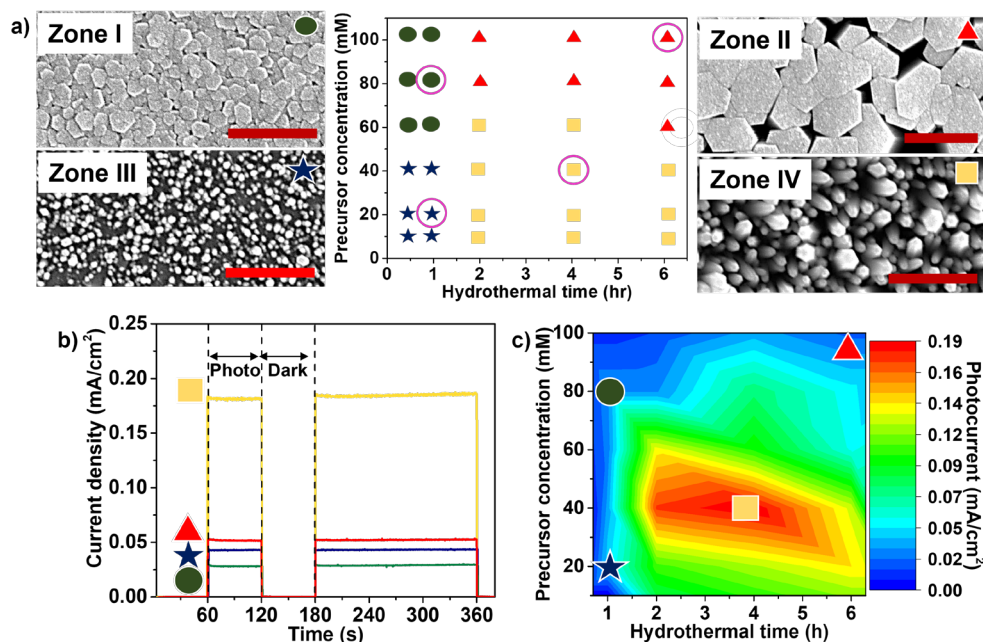 a)
Zone I
Zone III
Precursor concentration (mM)
100
80
60
40
20
0
0
1
2
3
4
5
6
Hydrothermal time (hr)
Zone II
Zone IV
b)
Current density (mA/cm²)
0.25
0.20
0.15
0.10
0.05
0.00
Photo
Dark
60
120
180
240
300
360
Time (s)
c)
Precursor concentration (mM)
100
80
60
40
20
1
2
3
4
5
6
Hydrothermal time (h)
0.19
0.16
0.14
0.12
0.09
0.07
0.05
0.02
0.00
Photocurrent (mA/cm²)